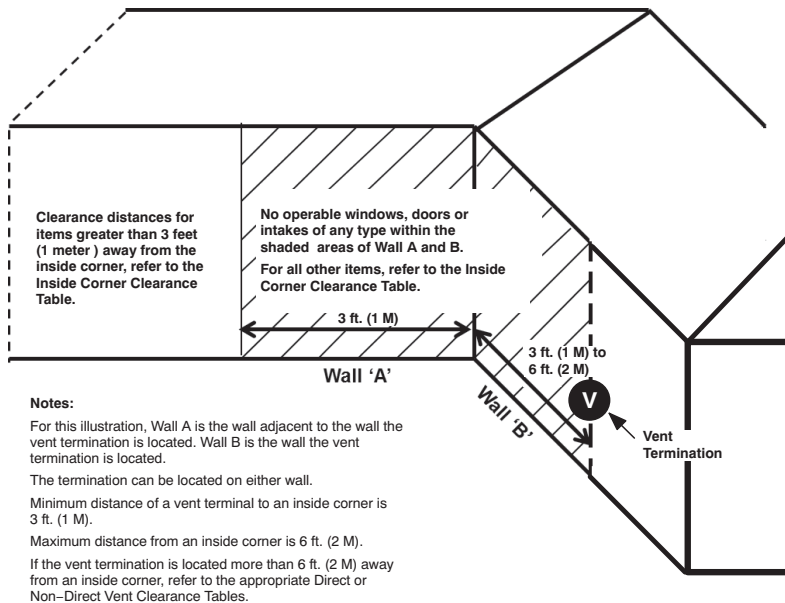 Clearance distances for
items greater than 3 feet
(1 meter ) away from the
inside corner, refer to the
Inside Corner Clearance
Table.
No operable windows, doors or
intakes of any type within the
shaded areas of Wall A and B.
For all other items, refer to the Inside
Corner Clearance Table.
3 ft. (1 M)
3 ft. (1 M) to
6 ft. (2 M)
Wall 'A'
Wall 'B'
V
Vent
Termination
Notes:
For this illustration, Wall A is the wall adjacent to the wall the
vent termination is located. Wall B is the wall the vent
termination is located.
The termination can be located on either wall.
Minimum distance of a vent terminal to an inside corner is
3 ft. (1 M).
Maximum distance from an inside corner is 6 ft. (2 M).
If the vent termination is located more than 6 ft. (2 M) away
from an inside corner, refer to the appropriate Direct or
Non−Direct Vent Clearance Tables.